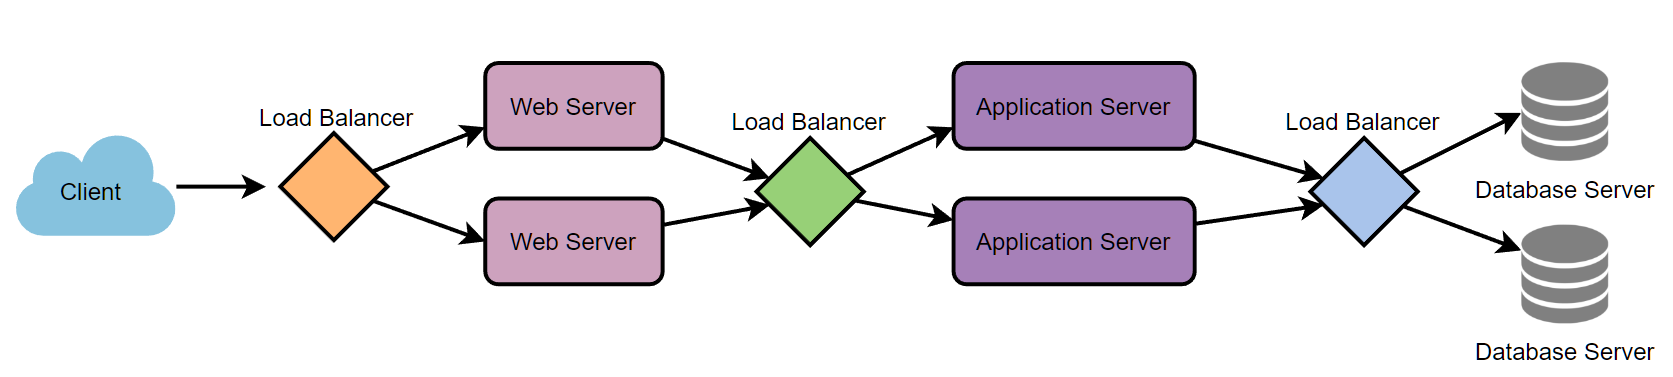 Client
Load Balancer
Web Server
Web Server
Load Balancer
Application Server
Application Server
Load Balancer
Database Server
Database Server